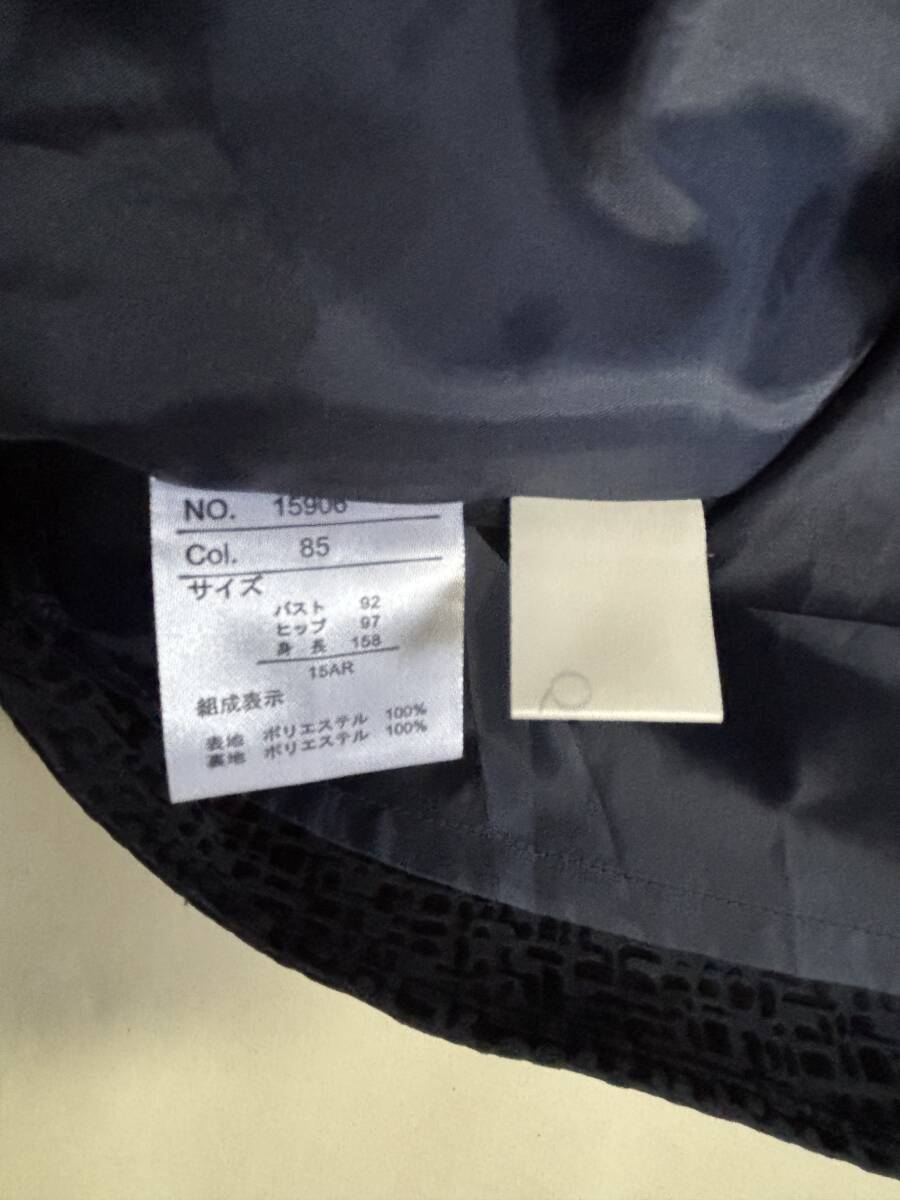 NO. 15906
Col. 85
サイズ
バスト 92
ヒップ 97
身長 158
15AR
組成表示
表地 ポリエステル 100%
裏地 ポリエステル 100%